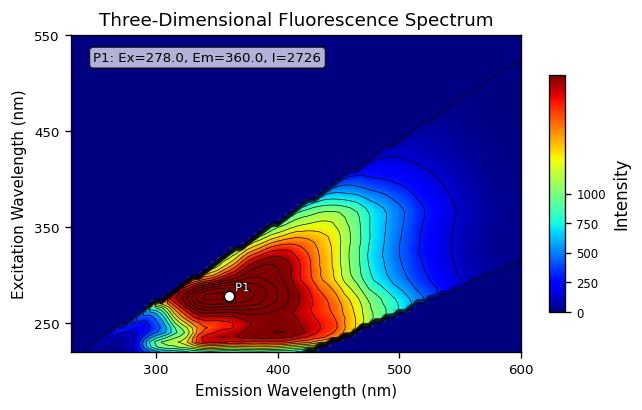 Three-Dimensional Fluorescence Spectrum
P1: Ex=278.0, Em=360.0, I=2726
P1
Excitation Wavelength (nm)
550
450
350
250
300
400
500
600
Emission Wavelength (nm)
1000
750
500
250
0
Intensity